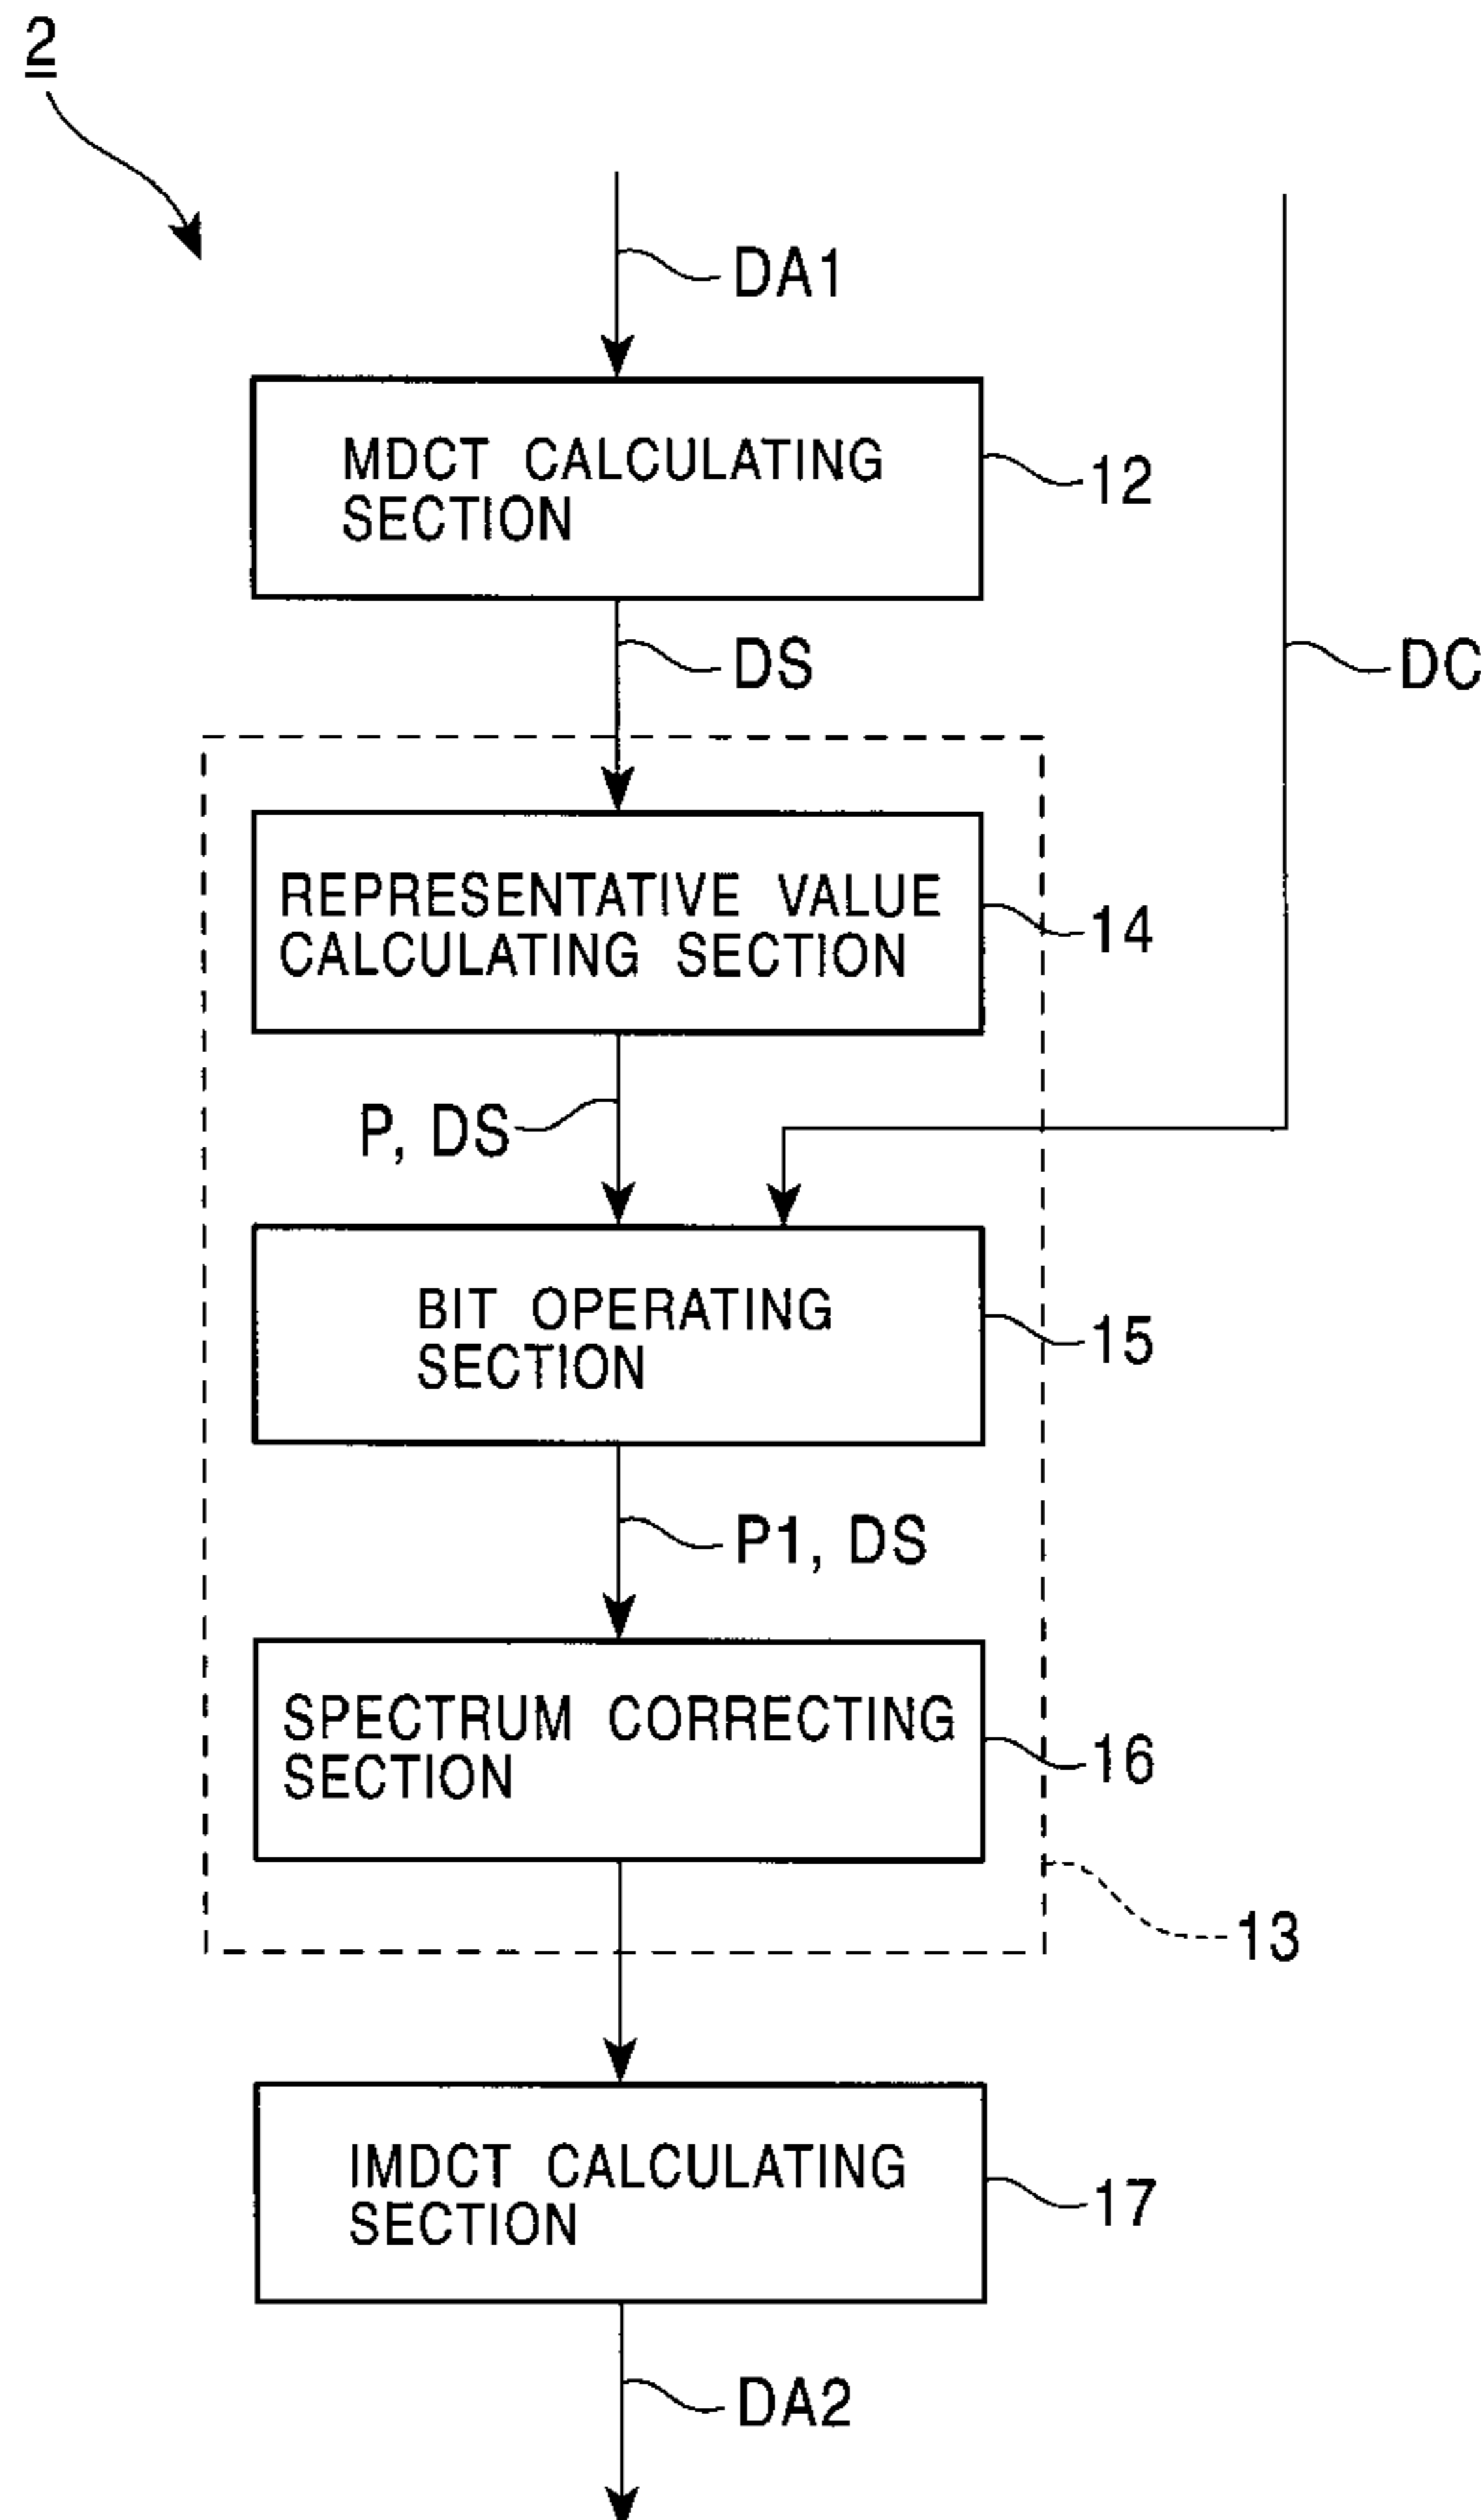 2
DA1
MDCT CALCULATING
SECTION
12
DS
DC
REPRESENTATIVE VALUE
CALCULATING SECTION
14
P, DS
BIT OPERATING
SECTION
15
P1, DS
SPECTRUM CORRECTING
SECTION
16
13
IMDCT CALCULATING
SECTION
17
DA2